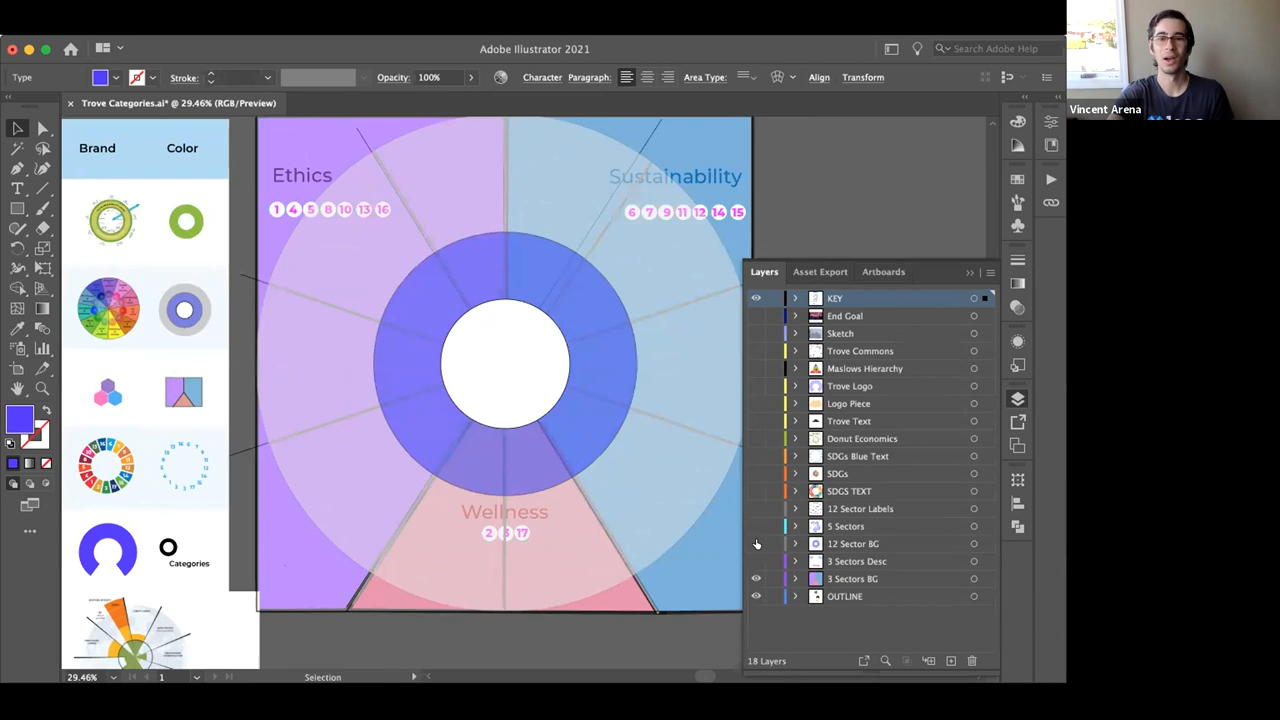 Adobe Illustrator 2021
Search Adobe Help
Type
Stroke:
Opacity: 100%
Character
Paragraph:
Area Type:
Align
Transform
Trove Categories.ai* @ 29.46% (RGB/Preview)
Vincent Arena
Brand
Color
Categories
Ethics
1 4 5 8 10 13 16
Sustainability
6 7 9 11 12 14 15
Wellness
2 3 17
Layers
Asset Export
Artboards
KEY
End Goal
Sketch
Trove Commons
Maslows Hierarchy
Trove Logo
Logo Piece
Trove Text
Donut Economics
SDGs Blue Text
SDGs
SDGS TEXT
12 Sector Labels
5 Sectors
12 Sector BG
3 Sectors Desc
3 Sectors BG
OUTLINE
18 Layers
29.46%
1
Selection